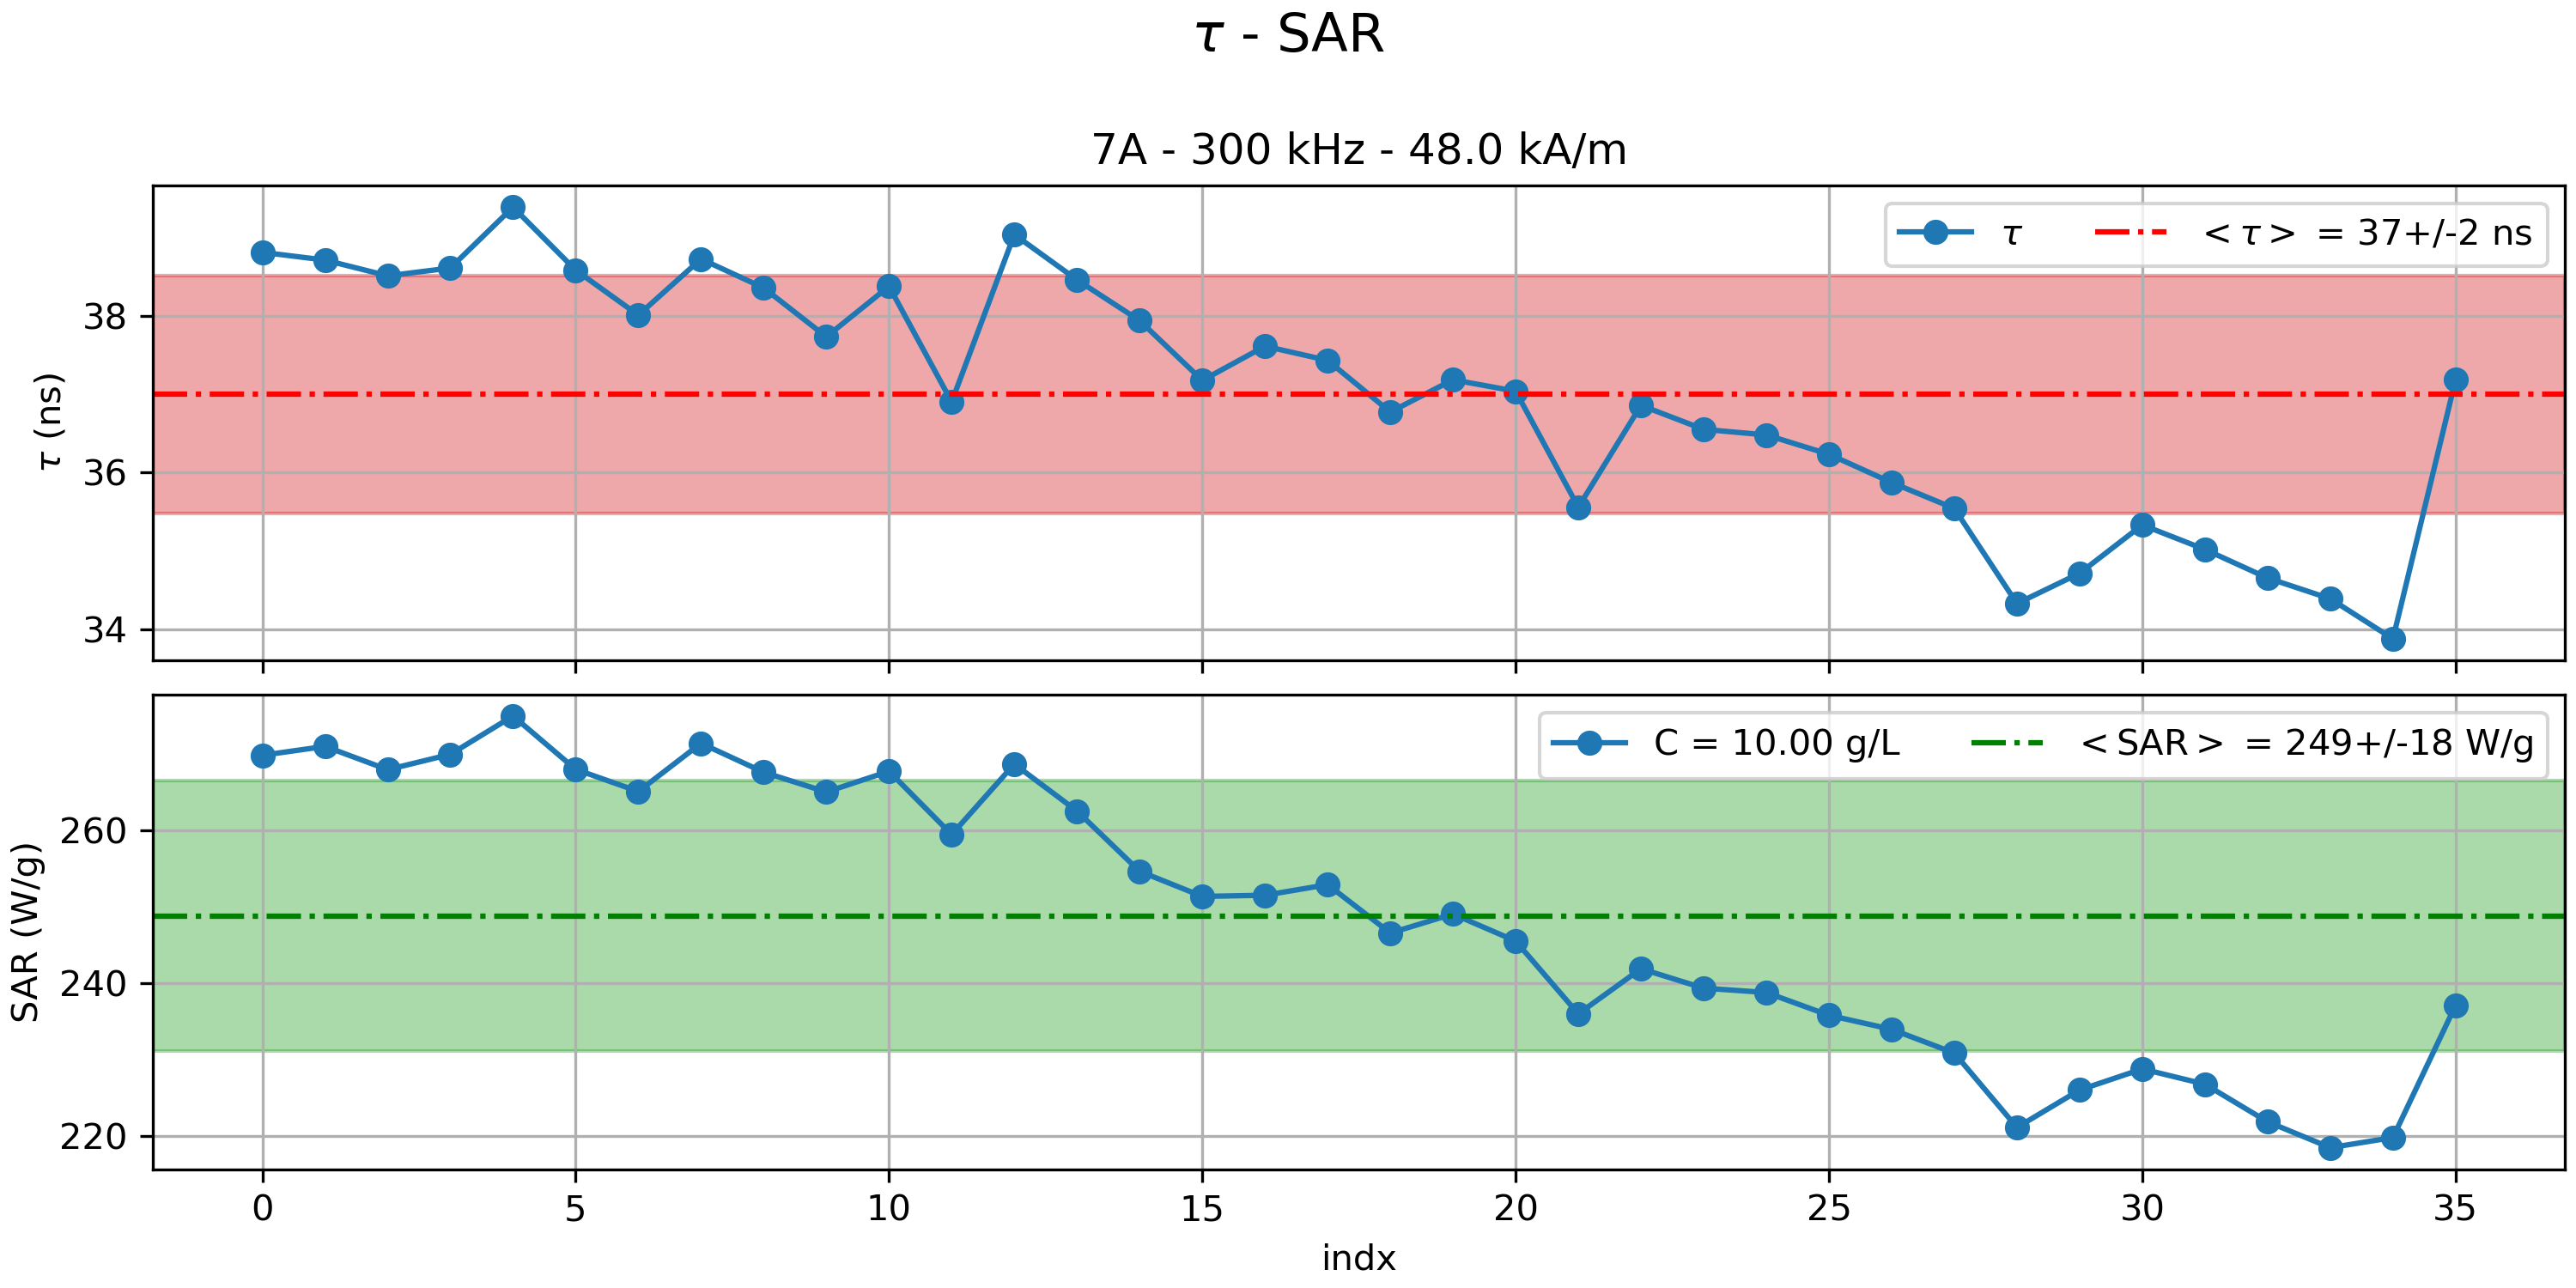 τ - SAR
7A - 300 kHz - 48.0 kA/m
τ
< τ > = 37+/-2 ns
τ (ns)
38
36
34
C = 10.00 g/L
< SAR > = 249+/-18 W/g
SAR (W/g)
260
240
220
0 5 10 15 20 25 30 35
indx